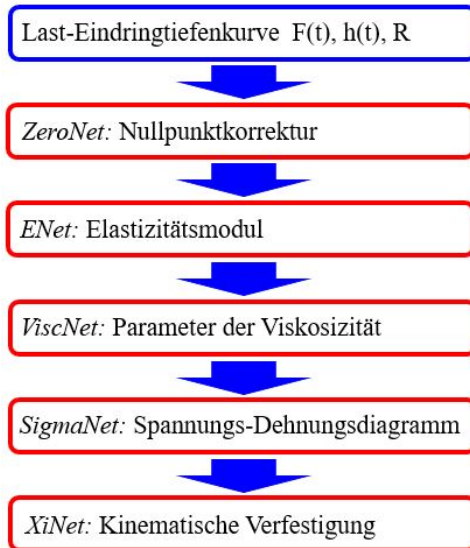 Last-Eindringtiefenkurve F(t), h(t), R
ZeroNet: Nullpunktkorrektur
ENet: Elastizitätsmodul
ViscNet: Parameter der Viskosizität
SigmaNet: Spannungs-Dehnungsdiagramm
XiNet: Kinematische Verfestigung